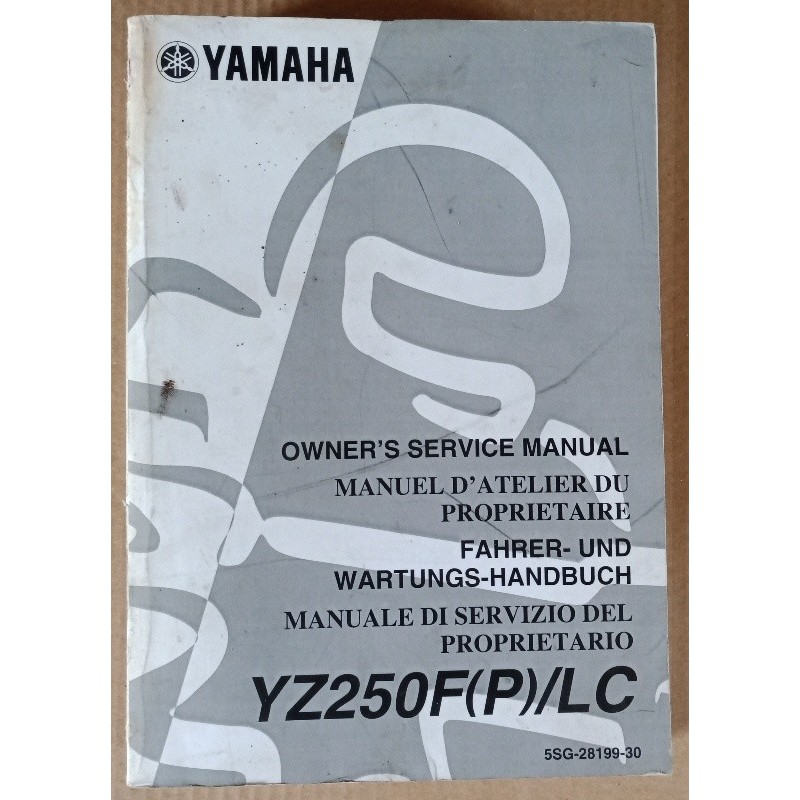 YAMAHA
OWNER'S SERVICE MANUAL
MANUEL D'ATELIER DU
PROPRIETAIRE
FAHRER- UND
WARTUNGS-HANDBUCH
MANUALE DI SERVIZIO DEL
PROPRIETARIO
YZ250F(P)/LC
5SG-28199-30